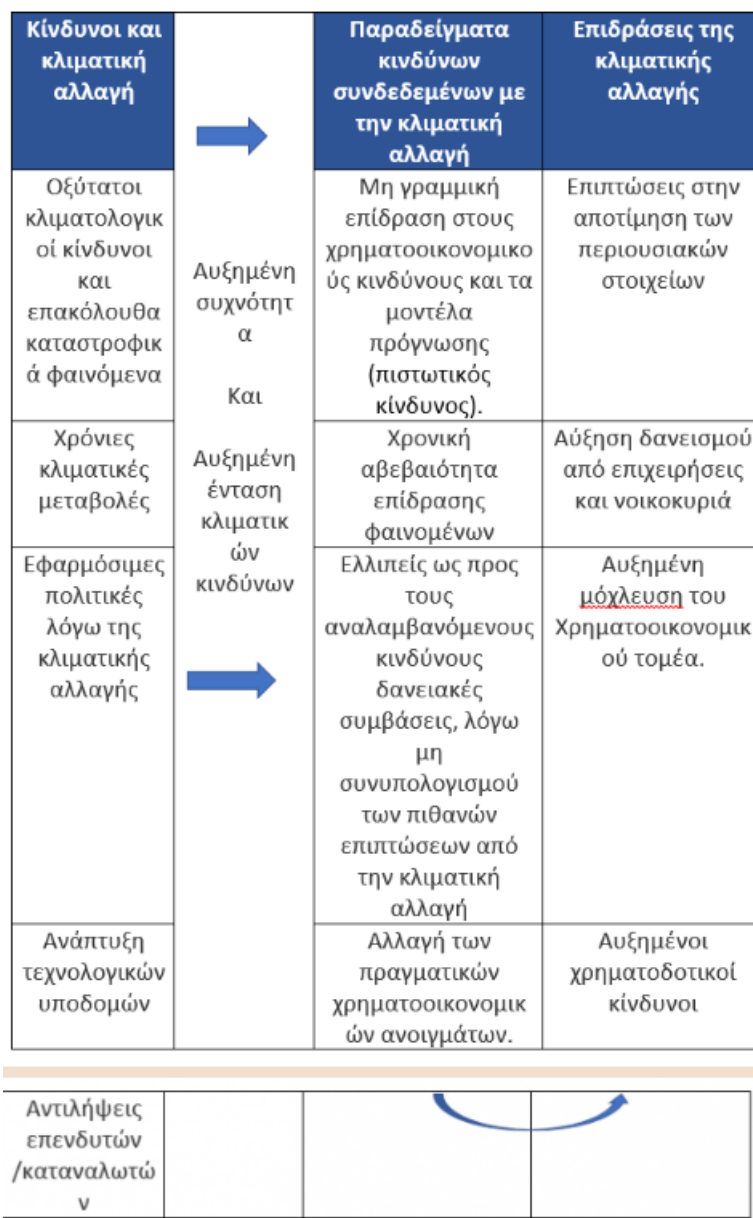 Κίνδυνοι και
κλιματική
αλλαγή
Παραδείγματα
κινδύνων
συνδεδεμένων με
την κλιματική
αλλαγή
Επιδράσεις της
κλιματικής
αλλαγής
Οξύτατοι
κλιματολογικ
οί κίνδυνοι
και
επακόλουθα
καταστροφικ
ά φαινόμενα
Αυξημένη
συχνότητ
α
Και
Αυξημένη
ένταση
κλιματικ
ών
κινδύνων
Μη γραμμική
επίδραση στους
χρηματοοικονομικο
ύς κινδύνους και τα
μοντέλα
πρόγνωσης
(πιστωτικός
κίνδυνος).
Επιπτώσεις στην
αποτίμηση των
περιουσιακών
στοιχείων
Χρόνιες
κλιματικές
μεταβολές
Χρονική
αβεβαιότητα
επίδρασης
φαινομένων
Αύξηση δανεισμού
από επιχειρήσεις
και νοικοκυριά
Εφαρμόσιμες
πολιτικές
λόγω της
κλιματικής
αλλαγής
Ελλιπείς ως προς
τους
αναλαμβανόμενους
κινδύνους
δανειακές
συμβάσεις, λόγω
μη
συνυπολογισμού
των πιθανών
επιπτώσεων από
την κλιματική
αλλαγή
Αυξημένη
μόχλευση του
Χρηματοοικονομικ
ού τομέα.
Ανάπτυξη
τεχνολογικών
υποδομών
Αλλαγή των
πραγματικών
χρηματοοικονομικ
ών ανοιγμάτων.
Αυξημένοι
χρηματοδοτικοί
κίνδυνοι
Αντιλήψεις
επενδυτών
/καταναλωτώ
ν